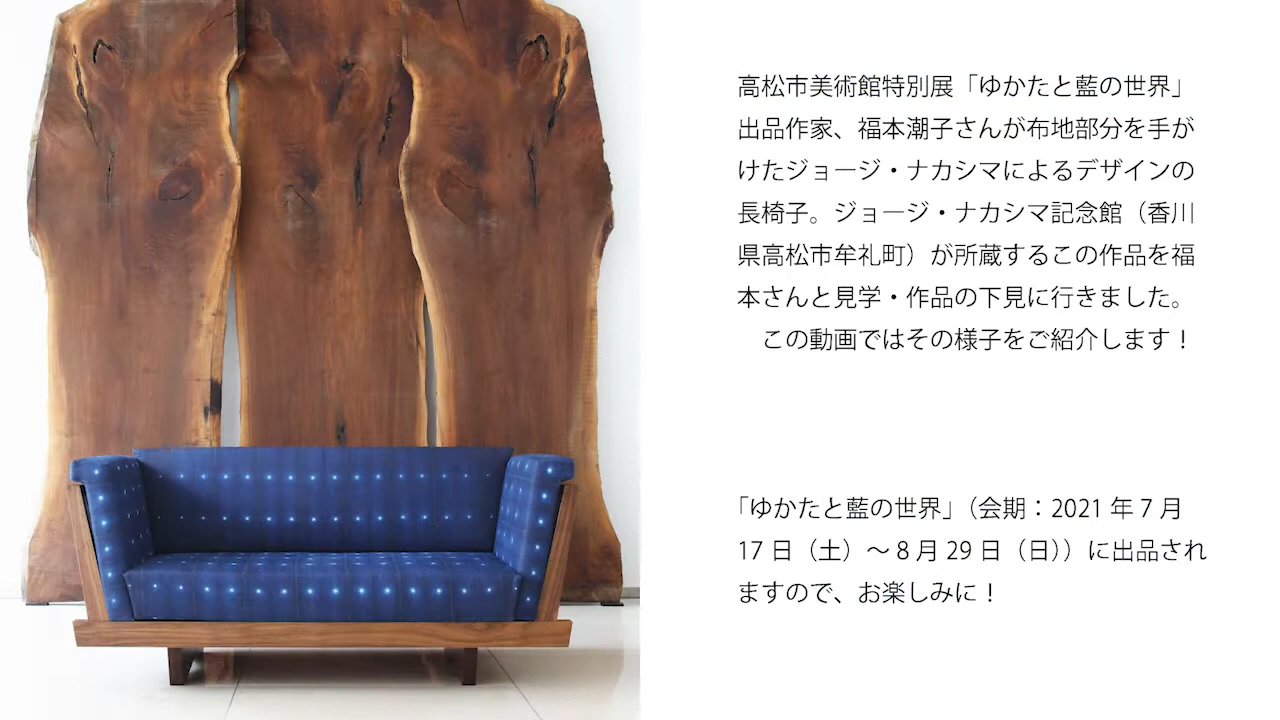 高松市美術館特別展「ゆかたと藍の世界」
出品作家、福本潮子さんが布地部分を手が
けたジョージ・ナカシマによるデザインの
長椅子。ジョージ・ナカシマ記念館（香川
県高松市牟礼町）が所蔵するこの作品を福
本さんと見学・作品の下見に行きました。
　この動画ではその様子をご紹介します！
「ゆかたと藍の世界」（会期：2021 年 7 月
17 日（土）～ 8 月 29 日（日））に出品され
ますので、お楽しみに！